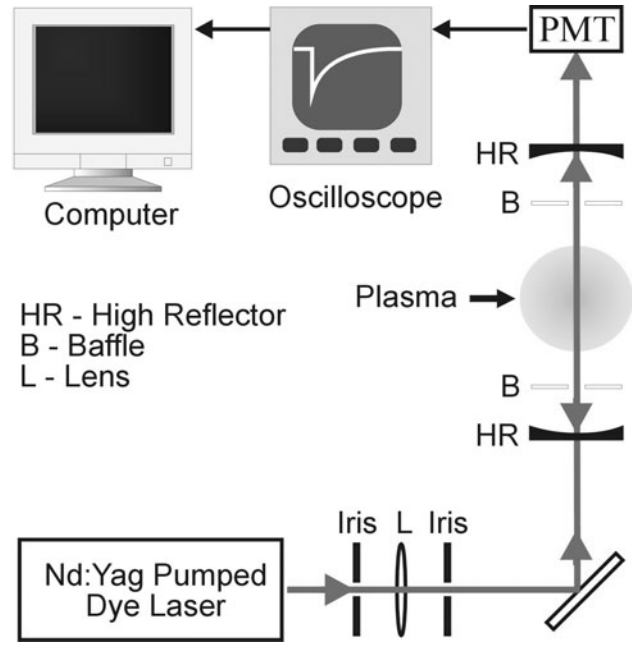 PMT
HR
B
Oscilloscope
Computer
Plasma
HR - High Reflector
B - Baffle
L - Lens
B
HR
Iris L Iris
Nd:Yag Pumped
Dye Laser